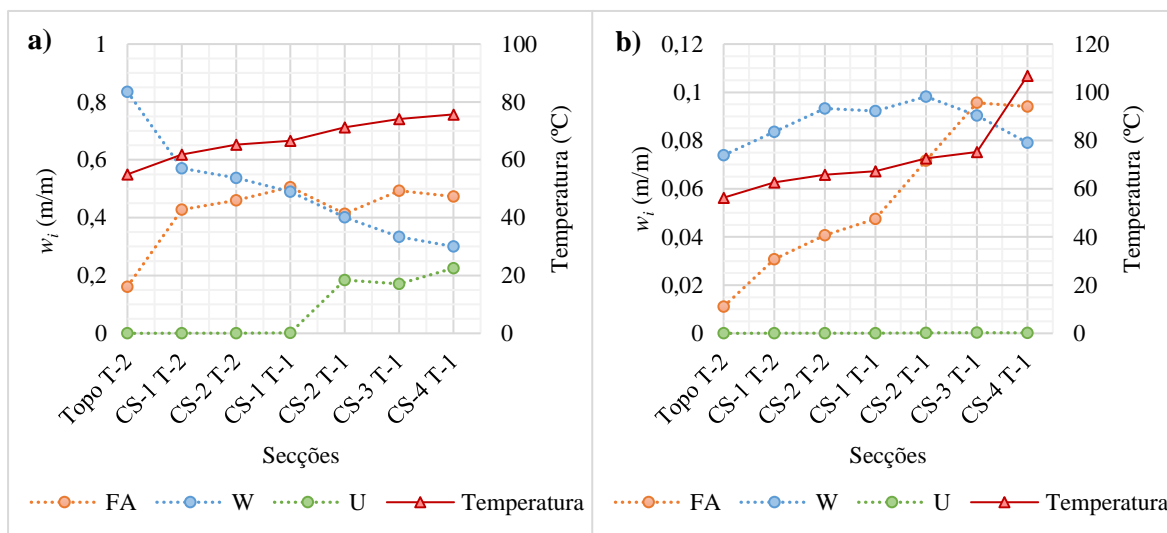 a)
1
0,8
0,6
0,4
0,2
0
w_i (m/m)
100
80
60
40
20
0
Temperatura (ºC)
Topo T-2
CS-1 T-2
CS-2 T-2
CS-1 T-1
CS-2 T-1
CS-3 T-1
CS-4 T-1
Secções
FA W U Temperatura
b)
0,12
0,1
0,08
0,06
0,04
0,02
0
w_i (m/m)
120
100
80
60
40
20
0
Temperatura (ºC)
Topo T-2
CS-1 T-2
CS-2 T-2
CS-1 T-1
CS-2 T-1
CS-3 T-1
CS-4 T-1
Secções
FA W U Temperatura